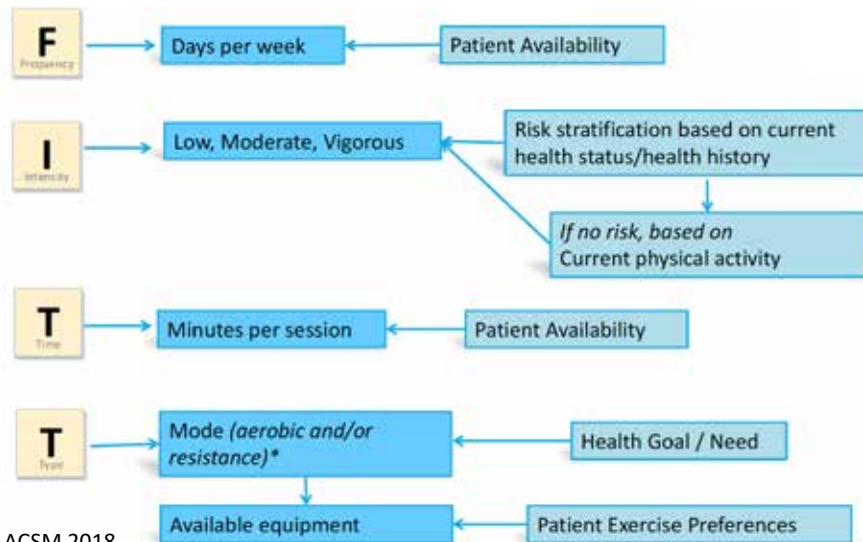 F
Frequency
Days per week
Patient Availability
I
Intensity
Low, Moderate, Vigorous
Risk stratification based on current
health status/health history
If no risk, based on
Current physical activity
T
Time
Minutes per session
Patient Availability
T
Type
Mode (aerobic and/or
resistance)*
Health Goal / Need
Available equipment
Patient Exercise Preferences
ACSM 2018